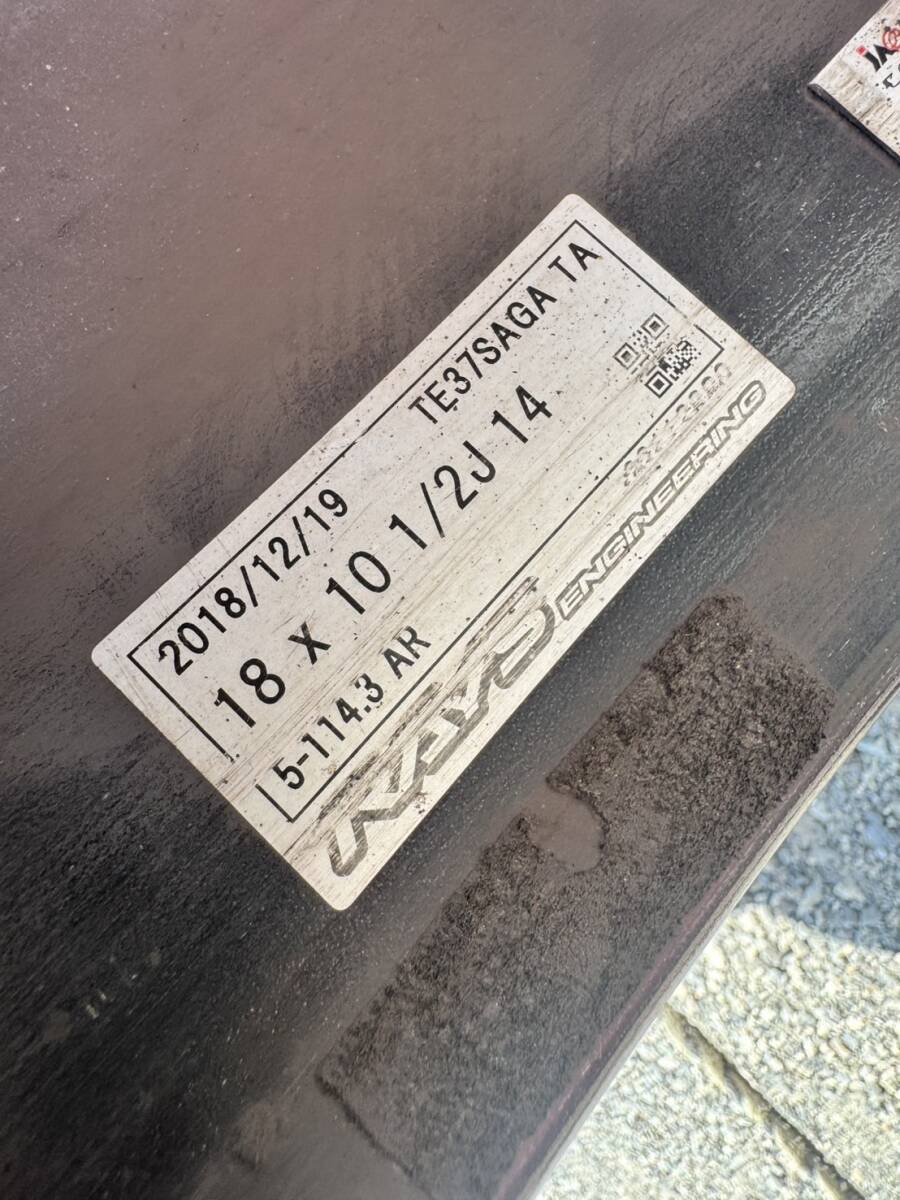 2018/12/19 TE37SAGA TA
18 x 10 1/2J 14
5-114.3 AR
RAYS ENGINEERING